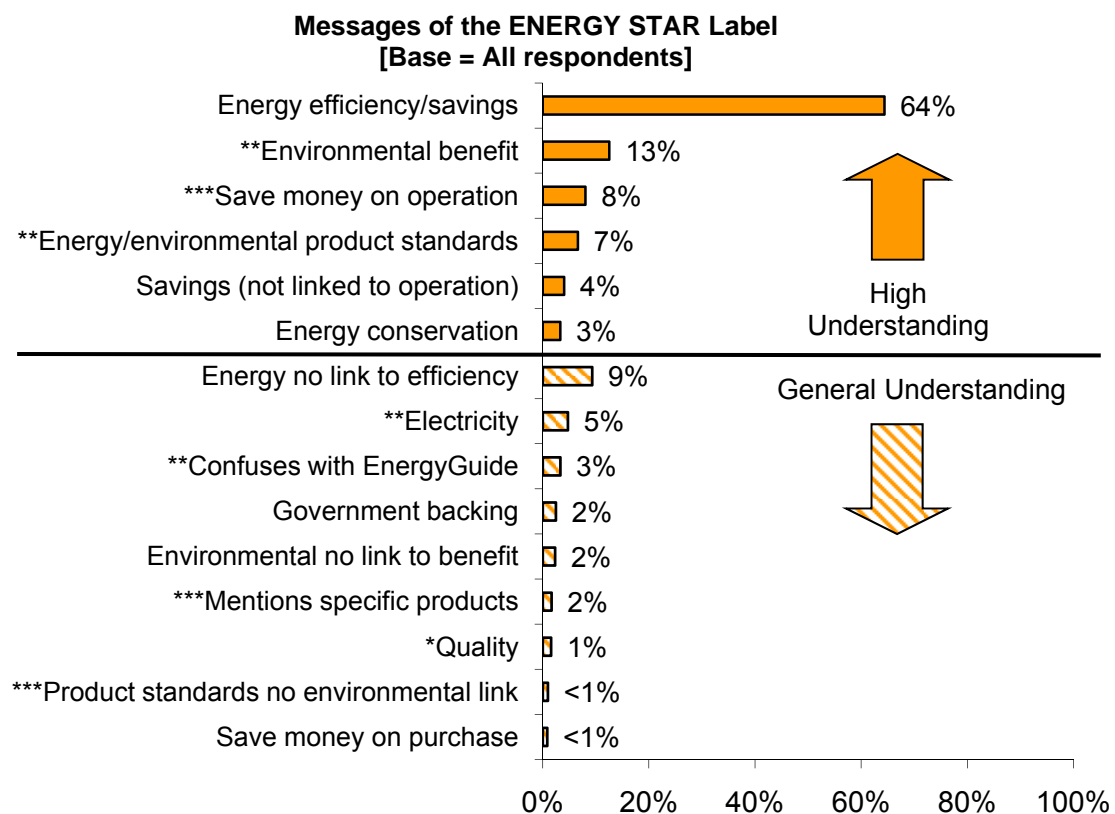 Messages of the ENERGY STAR Label
[Base = All respondents]
Energy efficiency/savings 64%
**Environmental benefit 13%
***Save money on operation 8%
**Energy/environmental product standards 7%
Savings (not linked to operation) 4%
Energy conservation 3%
High
Understanding
Energy no link to efficiency 9%
General Understanding
**Electricity 5%
**Confuses with EnergyGuide 3%
Government backing 2%
Environmental no link to benefit 2%
***Mentions specific products 2%
*Quality 1%
***Product standards no environmental link <1%
Save money on purchase <1%
0% 20% 40% 60% 80% 100%